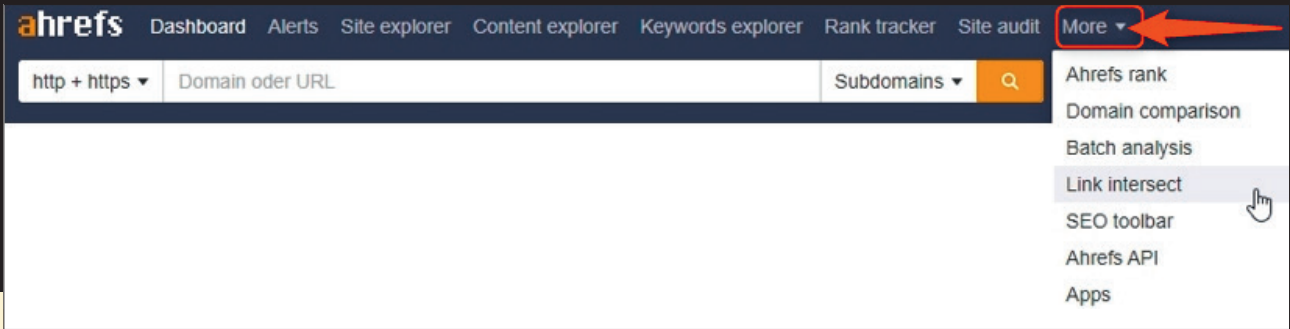 ahrefs Dashboard Alerts Site explorer Content explorer Keywords explorer Rank tracker Site audit More
http + https Domain oder URL Subdomains
Ahrefs rank
Domain comparison
Batch analysis
Link intersect
SEO toolbar
Ahrefs API
Apps